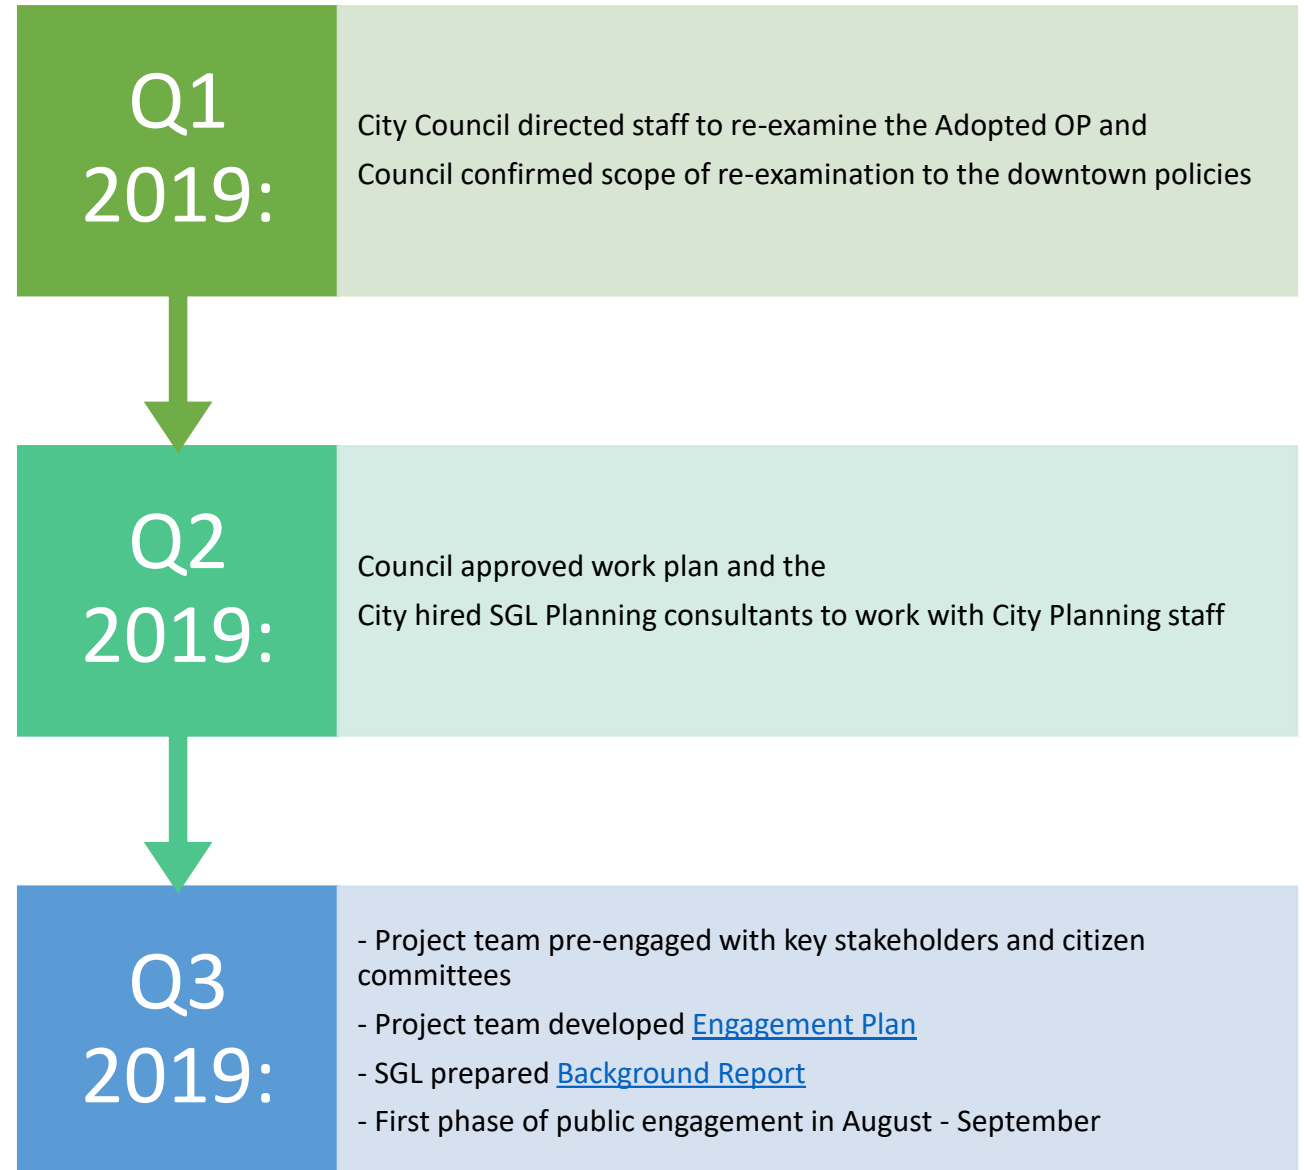 Q1
2019:
City Council directed staff to re-examine the Adopted OP and
Council confirmed scope of re-examination to the downtown policies
Q2
2019:
Council approved work plan and the
City hired SGL Planning consultants to work with City Planning staff
Q3
2019:
- Project team pre-engaged with key stakeholders and citizen
committees
- Project team developed Engagement Plan
- SGL prepared Background Report
- First phase of public engagement in August - September